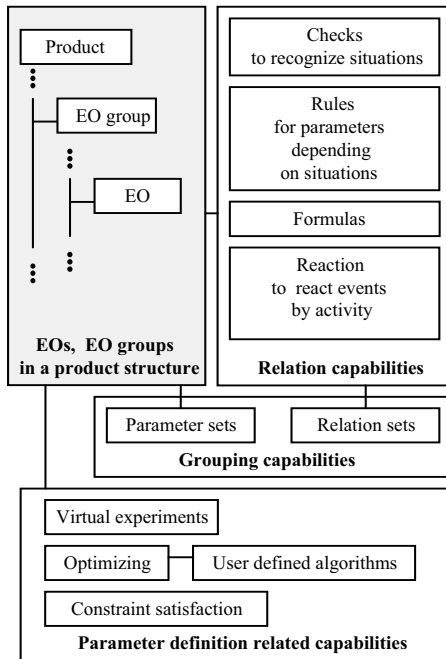 Product
EO group
EO
EOs, EO groups
in a product structure
Checks
to recognize situations
Rules
for parameters
depending
on situations
Formulas
Reaction
to react events
by activity
Relation capabilities
Parameter sets
Relation sets
Grouping capabilities
Virtual experiments
Optimizing
User defined algorithms
Constraint satisfaction
Parameter definition related capabilities